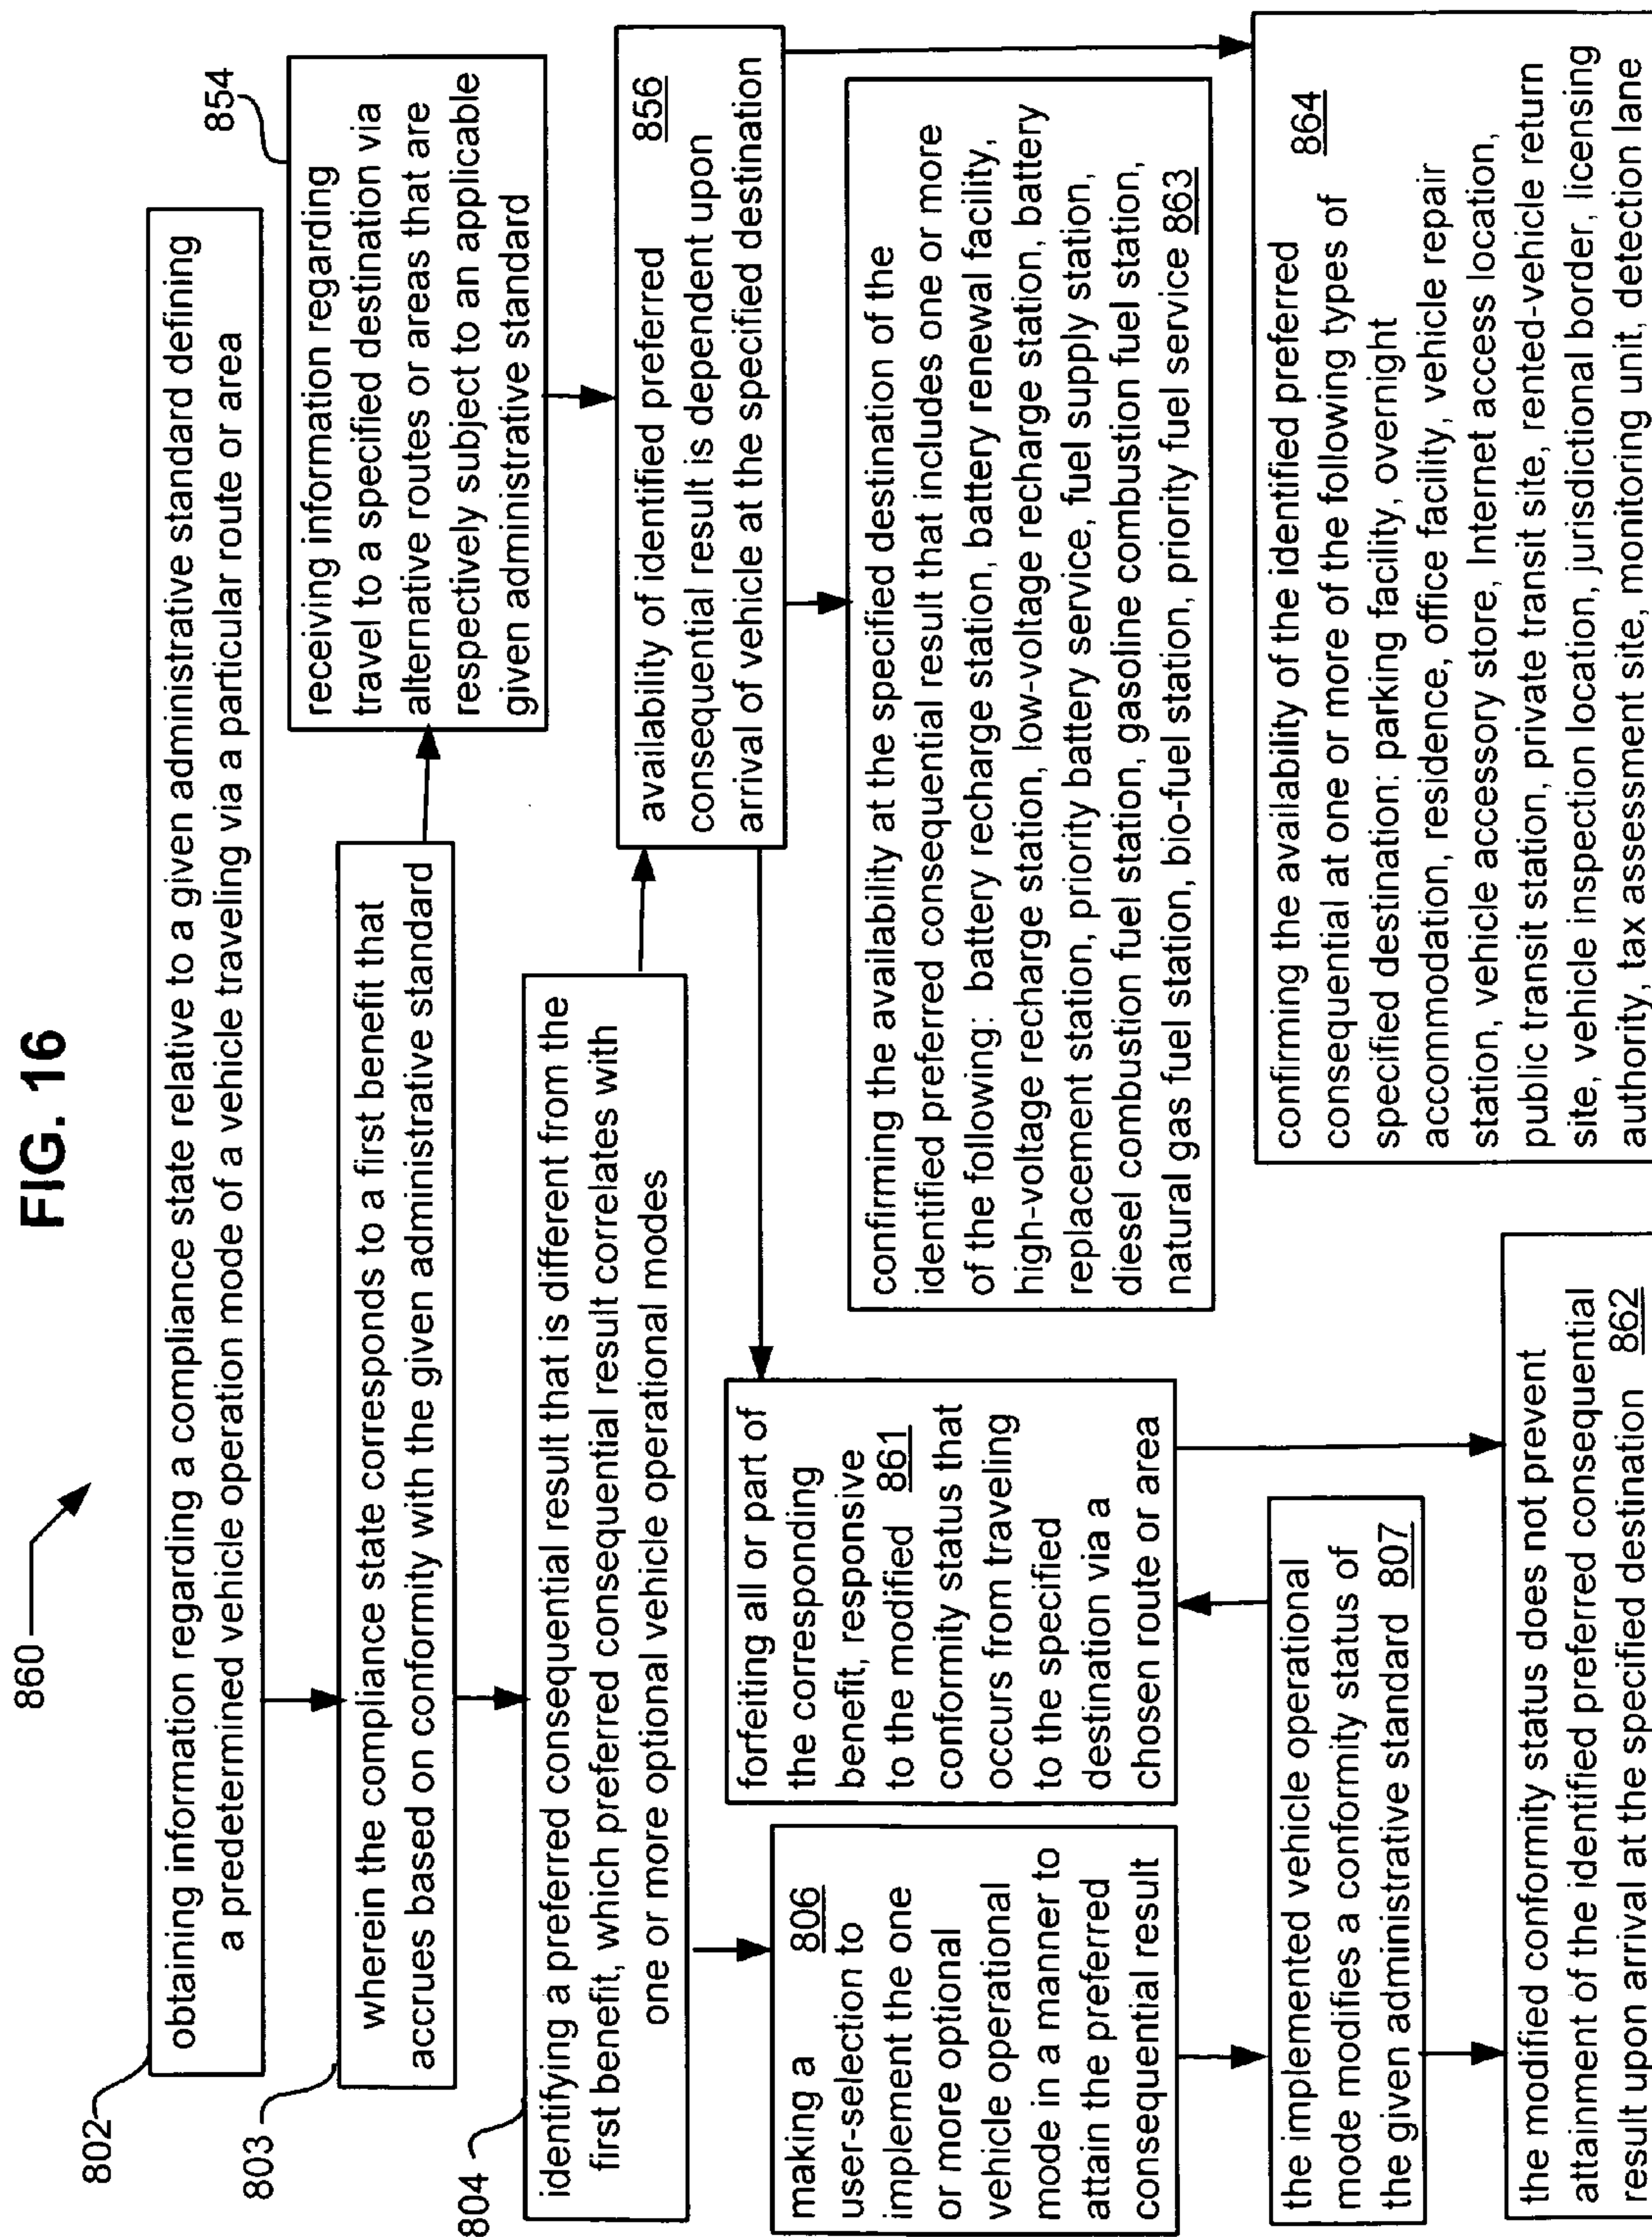 FIG. 16
860
802
obtaining information regarding a compliance state relative to a given administrative standard defining
a predetermined vehicle operation mode of a vehicle traveling via a particular route or area
803
wherein the compliance state corresponds to a first benefit that
accrues based on conformity with the given administrative standard
854
receiving information regarding
travel to a specified destination via
alternative routes or areas that are
respectively subject to an applicable
given administrative standard
804
identifying a preferred consequential result that is different from the
first benefit, which preferred consequential result correlates with
one or more optional vehicle operational modes
availability of identified preferred 856
consequential result is dependent upon
arrival of vehicle at the specified destination
making a
user-selection to 806
implement the one
or more optional
vehicle operational
mode in a manner to
attain the preferred
consequential result
forfeiting all or part of
the corresponding
benefit, responsive
to the modified 861
conformity status that
occurs from traveling
to the specified
destination via a
chosen route or area
confirming the availability at the specified destination of the
identified preferred consequential result that includes one or more
of the following: battery recharge station, battery renewal facility,
high-voltage recharge station, low-voltage recharge station, battery
replacement station, priority battery service, fuel supply station,
diesel combustion fuel station, gasoline combustion fuel station,
natural gas fuel station, bio-fuel station, priority fuel service 863
the implemented vehicle operational
mode modifies a conformity status of
the given administrative standard 807
confirming the availability of the identified preferred
consequential at one or more of the following types of 864
specified destination: parking facility, overnight
accommodation, residence, office facility, vehicle repair
station, vehicle accessory store, Internet access location,
public transit station, private transit site, rented-vehicle return
site, vehicle inspection location, jurisdictional border, licensing
authority, tax assessment site, monitoring unit, detection lane
the modified conformity status does not prevent
attainment of the identified preferred consequential
result upon arrival at the specified destination 862